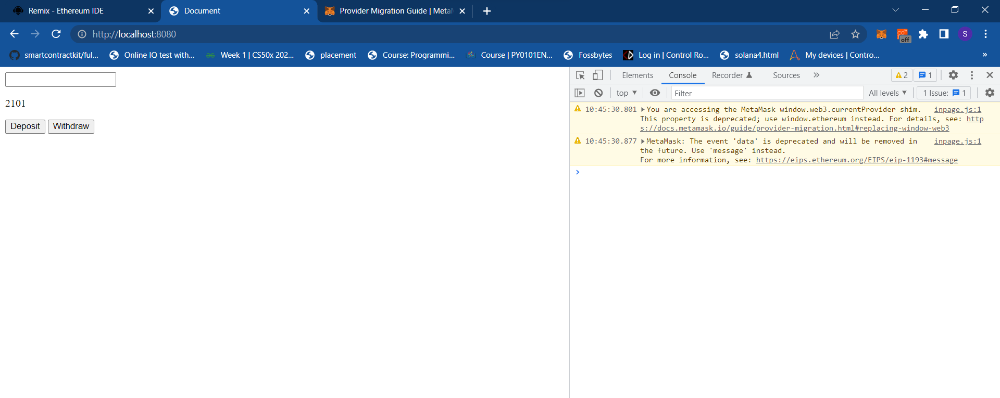 Remix - Ethereum IDE
Document
Provider Migration Guide | Meta
http://localhost:8080
off
S
smartcontractkit/ful...
Online IQ test with...
Week 1 | CS50x 202...
placement
Course: Programmi...
Course | PY0101EN...
Fossbytes
Log in | Control Ro...
solana4.html
My devices | Contro...
»
2101
Deposit Withdraw
Elements Console Recorder Sources » 2 1
top Filter All levels 1 Issue: 1
10:45:30.801 You are accessing the MetaMask window.web3.currentProvider shim. inpage.js:1
This property is deprecated; use window.ethereum instead. For details, see: http
s://docs.metamask.io/guide/provider-migration.html#replacing-window-web3
10:45:30.877 MetaMask: The event 'data' is deprecated and will be removed in inpage.js:1
the future. Use 'message' instead.
For more information, see: https://eips.ethereum.org/EIPS/eip-1193#message